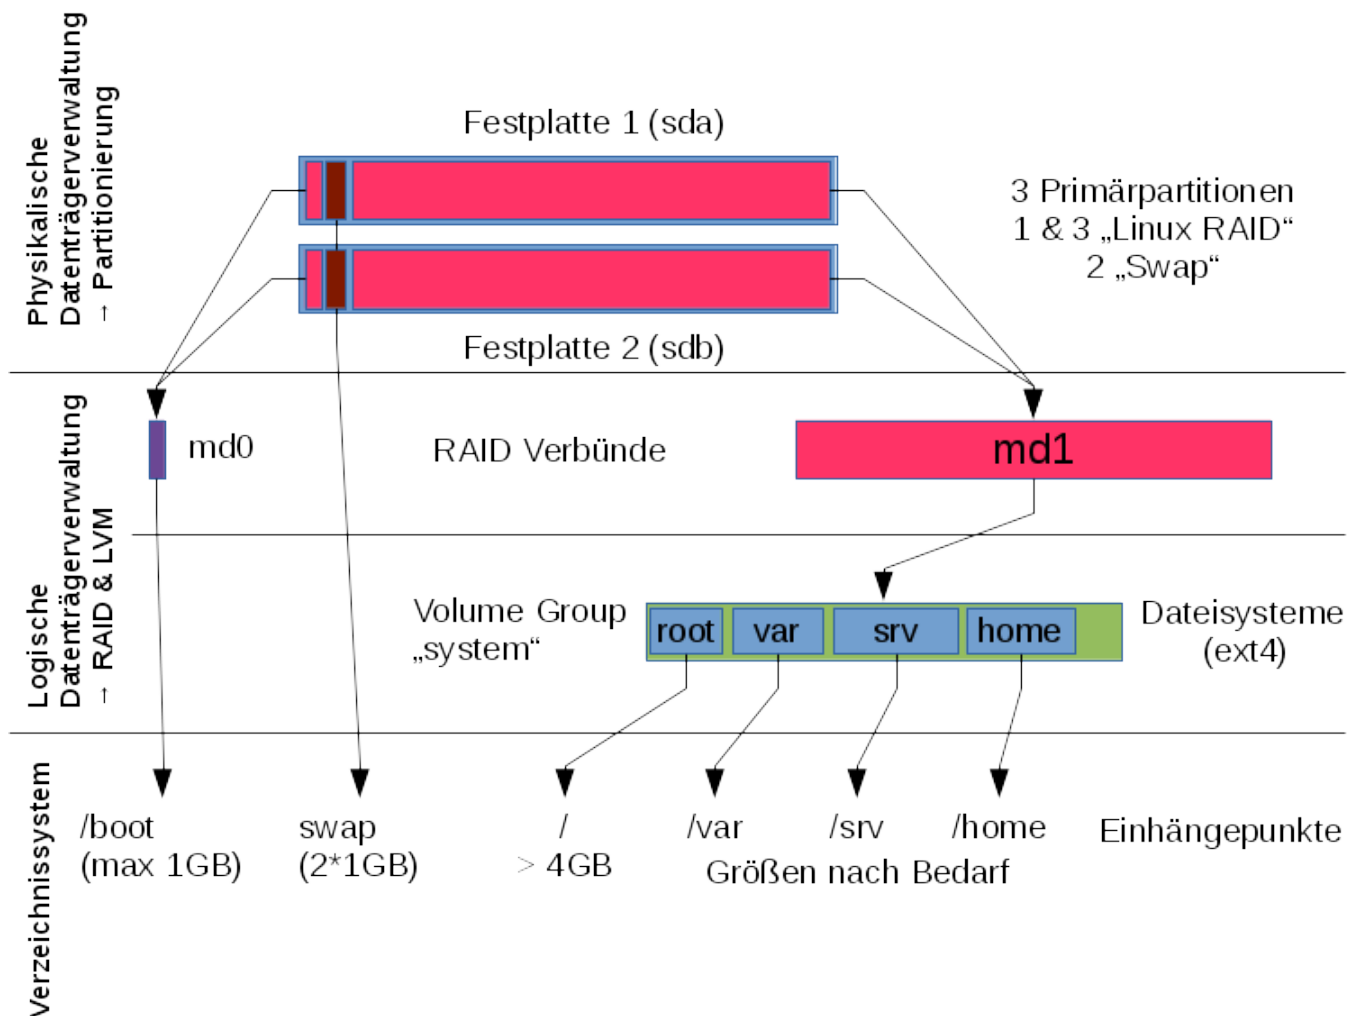 Physikalische
Datenträgerverwaltung
→ Partitionierung
Festplatte 1 (sda)
3 Primärpartitionen
1 & 3 „Linux RAID“
2 „Swap“
Festplatte 2 (sdb)
Logische
Datenträgerverwaltung
→ RAID & LVM
md0
RAID Verbünde
md1
Volume Group
„system“
root
var
srv
home
Dateisysteme
(ext4)
Verzeichnissystem
/boot
(max 1GB)
swap
(2*1GB)
/
> 4GB
/var
/srv
/home
Größen nach Bedarf
Einhängepunkte